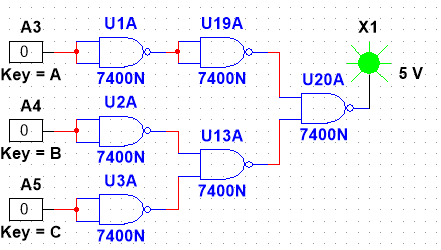 A3
U1A
U19A
X1
0
Key = A
7400N
7400N
U20A
5 V
A4
U2A
0
Key = B
7400N
U13A
7400N
A5
U3A
7400N
0
Key = C
7400N